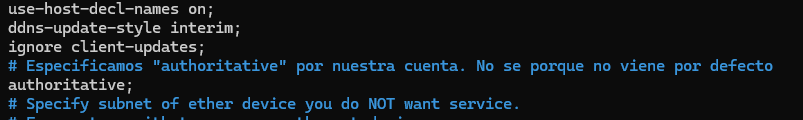 use-host-decl-names on;
ddns-update-style interim;
ignore client-updates;
# Especificamos "authoritative" por nuestra cuenta. No se porque no viene por defecto
authoritative;
# Specify subnet of ether device you do NOT want service.